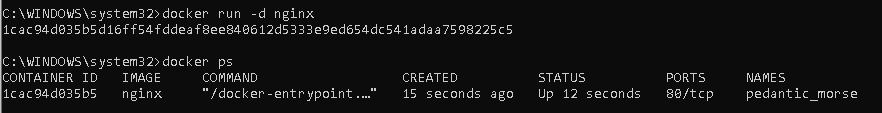 C:\WINDOWS\system32>docker run -d nginx
1cac94d035b5d16ff54fddeaf8ee840612d5333e9ed654dc541adaa7598225c5
C:\WINDOWS\system32>docker ps
CONTAINER ID   IMAGE     COMMAND                  CREATED          STATUS          PORTS     NAMES
1cac94d035b5   nginx     "/docker-entrypoint.…"   15 seconds ago   Up 12 seconds   80/tcp    pedantic_morse